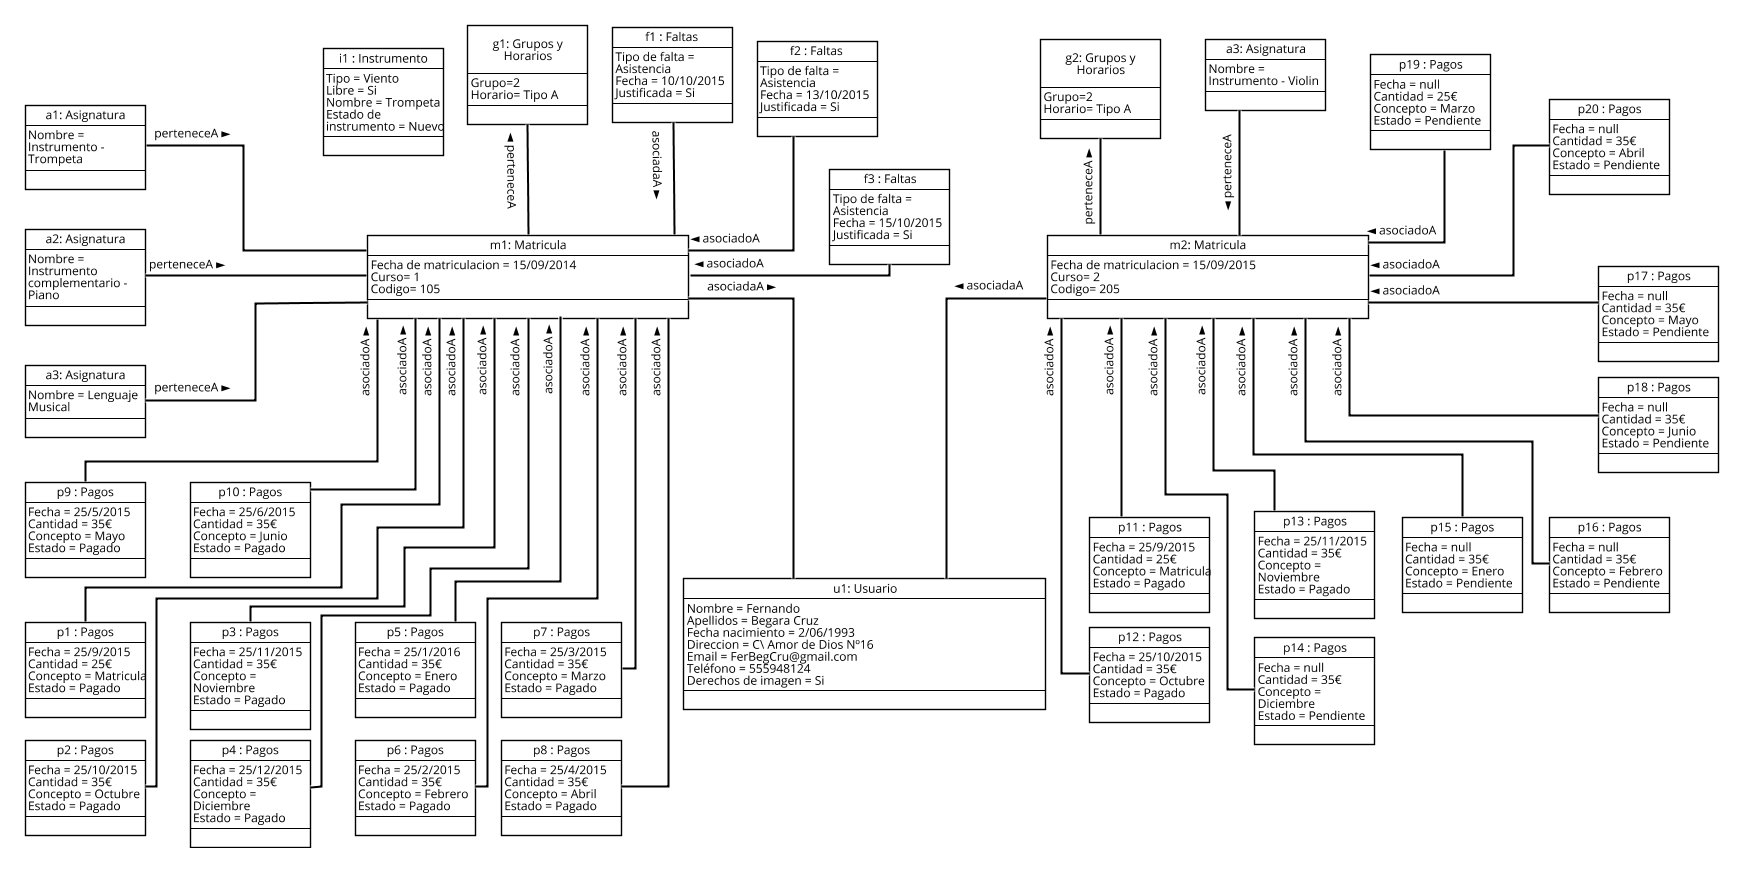 i1 : Instrumento
Tipo = Viento
Libre = Si
Nombre = Trompeta
Estado de
instrumento = Nuevo
g1: Grupos y
Horarios
Grupo=2
Horario= Tipo A
f1 : Faltas
Tipo de falta =
Asistencia
Fecha = 10/10/2015
Justificada = Si
f2 : Faltas
Tipo de falta =
Asistencia
Fecha = 13/10/2015
Justificada = Si
f3 : Faltas
Tipo de falta =
Asistencia
Fecha = 15/10/2015
Justificada = Si
a1: Asignatura
Nombre =
Instrumento -
Trompeta
perteneceA ►
a2: Asignatura
Nombre =
Instrumento
complementario -
Piano
perteneceA ►
a3: Asignatura
Nombre = Lenguaje
Musical
perteneceA ►
◄ perteneceA
asociadaA ►
◄ asociadoA
◄ asociadoA
asociadaA ►
m1: Matricula
Fecha de matriculacion = 15/09/2014
Curso= 1
Codigo= 105
asociadoA ►
asociadoA ►
asociadoA ►
asociadoA ►
asociadoA ►
asociadoA ►
asociadoA ►
asociadoA ►
asociadoA ►
asociadoA ►
p9 : Pagos
Fecha = 25/5/2015
Cantidad = 35€
Concepto = Mayo
Estado = Pagado
p10 : Pagos
Fecha = 25/6/2015
Cantidad = 35€
Concepto = Junio
Estado = Pagado
p1 : Pagos
Fecha = 25/9/2015
Cantidad = 25€
Concepto = Matricula
Estado = Pagado
p3 : Pagos
Fecha = 25/11/2015
Cantidad = 35€
Concepto =
Noviembre
Estado = Pagado
p5 : Pagos
Fecha = 25/1/2016
Cantidad = 35€
Concepto = Enero
Estado = Pagado
p7 : Pagos
Fecha = 25/3/2015
Cantidad = 35€
Concepto = Marzo
Estado = Pagado
p2 : Pagos
Fecha = 25/10/2015
Cantidad = 35€
Concepto = Octubre
Estado = Pagado
p4 : Pagos
Fecha = 25/12/2015
Cantidad = 35€
Concepto =
Diciembre
Estado = Pagado
p6 : Pagos
Fecha = 25/2/2015
Cantidad = 35€
Concepto = Febrero
Estado = Pagado
p8 : Pagos
Fecha = 25/4/2015
Cantidad = 35€
Concepto = Abril
Estado = Pagado
u1: Usuario
Nombre = Fernando
Apellidos = Begara Cruz
Fecha nacimiento = 2/06/1993
Direccion = C\ Amor de Dios Nº16
Email = FerBegCru@gmail.com
Teléfono = 555948124
Derechos de imagen = Si
g2: Grupos y
Horarios
Grupo=2
Horario= Tipo A
a3: Asignatura
Nombre =
Instrumento - Violin
p19 : Pagos
Fecha = null
Cantidad = 25€
Concepto = Marzo
Estado = Pendiente
p20 : Pagos
Fecha = null
Cantidad = 35€
Concepto = Abril
Estado = Pendiente
perteneceA ►
◄ perteneceA
◄ asociadoA
◄ asociadoA
◄ asociadoA
◄ asociadaA
m2: Matricula
Fecha de matriculacion = 15/09/2015
Curso= 2
Codigo= 205
p17 : Pagos
Fecha = null
Cantidad = 35€
Concepto = Mayo
Estado = Pendiente
p18 : Pagos
Fecha = null
Cantidad = 35€
Concepto = Junio
Estado = Pendiente
asociadoA ►
asociadoA ►
asociadoA ►
asociadoA ►
asociadoA ►
asociadoA ►
asociadoA ►
p11 : Pagos
Fecha = 25/9/2015
Cantidad = 25€
Concepto = Matricula
Estado = Pagado
p13 : Pagos
Fecha = 25/11/2015
Cantidad = 35€
Concepto =
Noviembre
Estado = Pagado
p15 : Pagos
Fecha = null
Cantidad = 35€
Concepto = Enero
Estado = Pendiente
p16 : Pagos
Fecha = null
Cantidad = 35€
Concepto = Febrero
Estado = Pendiente
p12 : Pagos
Fecha = 25/10/2015
Cantidad = 35€
Concepto = Octubre
Estado = Pagado
p14 : Pagos
Fecha = null
Cantidad = 35€
Concepto =
Diciembre
Estado = Pendiente